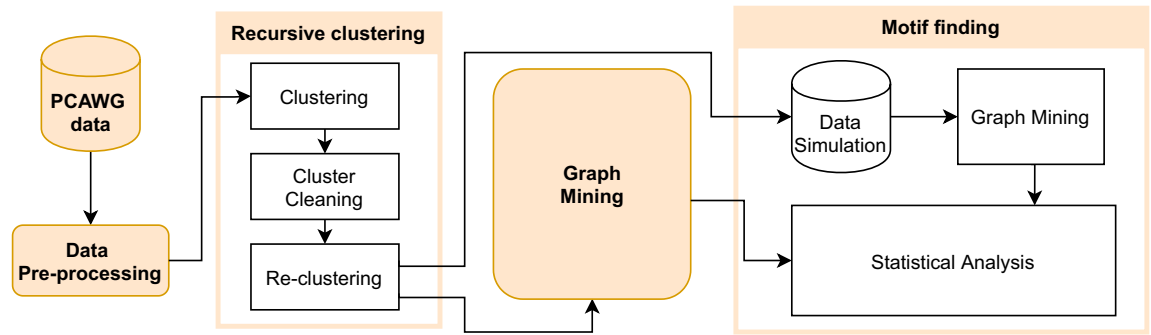 PCAWG
data
Data
Pre-processing
Recursive clustering
Clustering
Cluster
Cleaning
Re-clustering
Graph
Mining
Motif finding
Data
Simulation
Graph Mining
Statistical Analysis